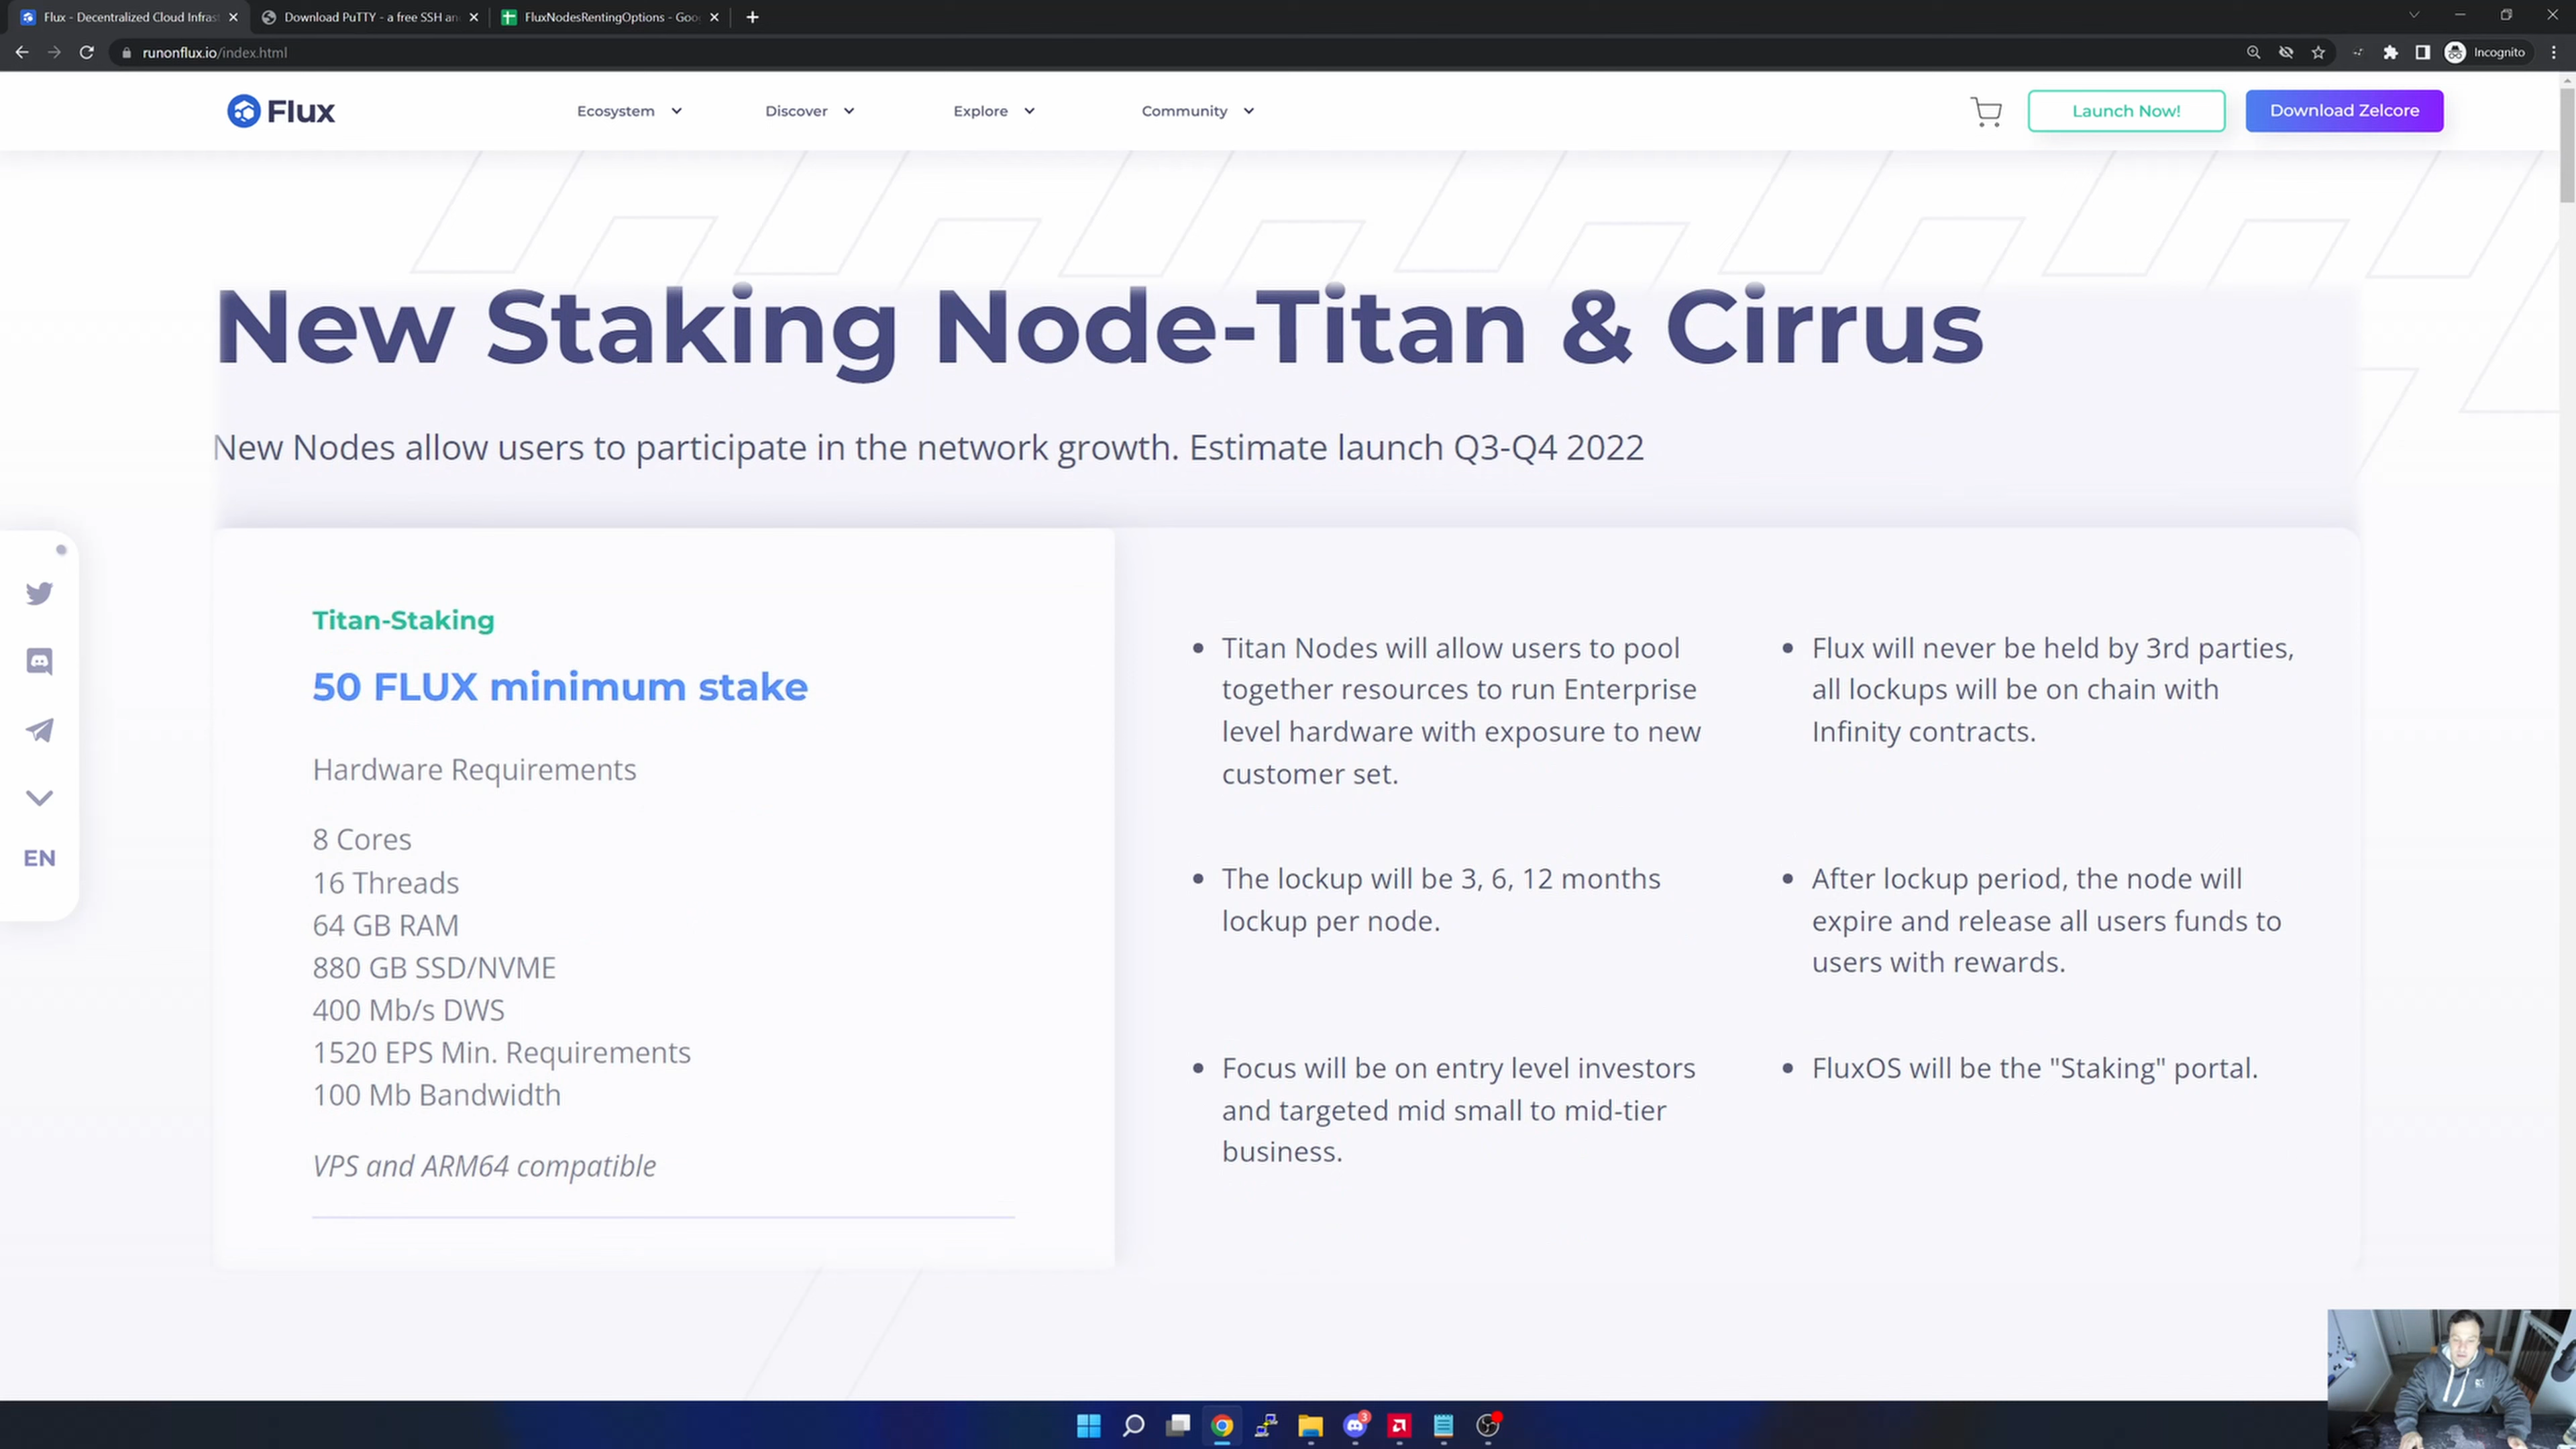 Flux - Decentralized Cloud Infras
Download PuTTY - a free SSH an
FluxNodesRentingOptions - Goo
runonflux.io/index.html
Incognito
Flux
Ecosystem
Discover
Explore
Community
Launch Now!
Download Zelcore
New Staking Node-Titan & Cirrus
New Nodes allow users to participate in the network growth. Estimate launch Q3-Q4 2022
EN
Titan-Staking
50 FLUX minimum stake
Hardware Requirements
8 Cores
16 Threads
64 GB RAM
880 GB SSD/NVME
400 Mb/s DWS
1520 EPS Min. Requirements
100 Mb Bandwidth
VPS and ARM64 compatible
Titan Nodes will allow users to pool
together resources to run Enterprise
level hardware with exposure to new
customer set.
The lockup will be 3, 6, 12 months
lockup per node.
Focus will be on entry level investors
and targeted mid small to mid-tier
business.
Flux will never be held by 3rd parties,
all lockups will be on chain with
Infinity contracts.
After lockup period, the node will
expire and release all users funds to
users with rewards.
FluxOS will be the "Staking" portal.
3